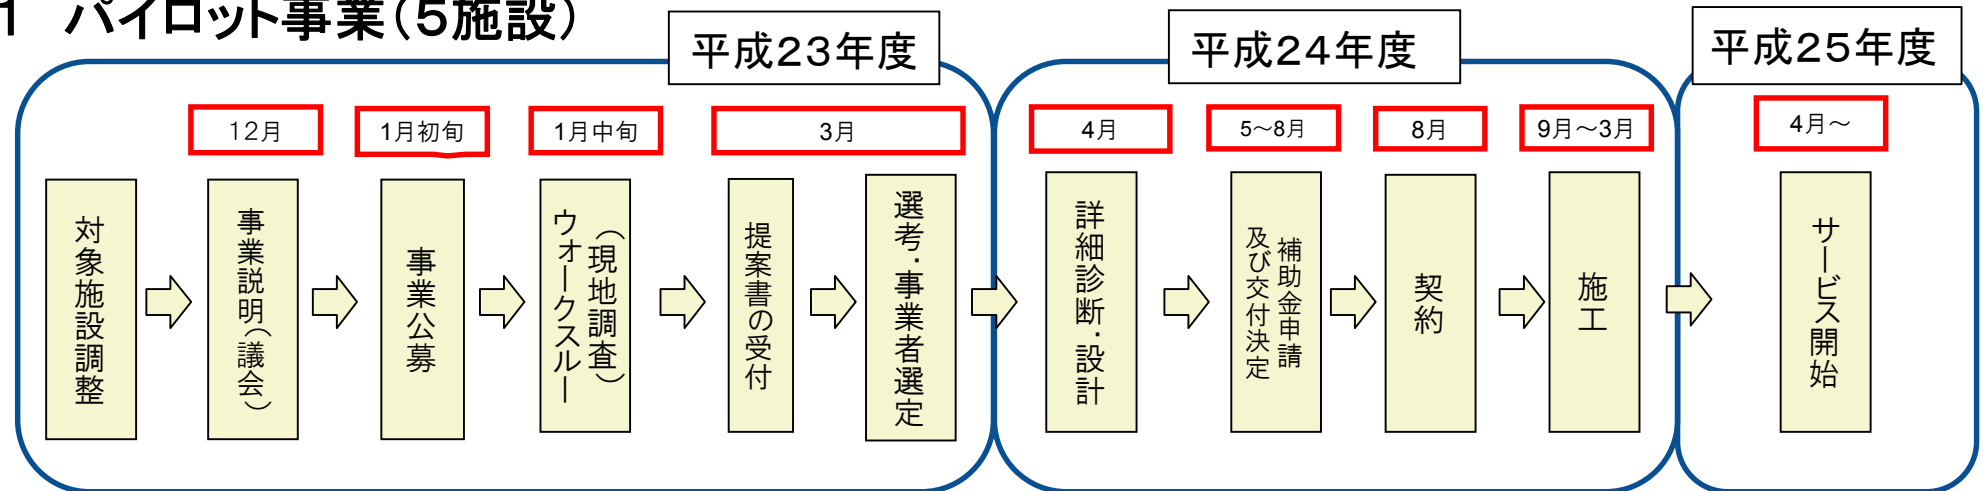 1 パイロット事業(5施設)
平成23年度
平成24年度
平成25年度
12月
1月初旬
1月中旬
3月
4月
5~8月
8月
9月~3月
4月~
対象施設調整
事業説明(議会)
事業公募
ウオークスルー
(現地調査)
提案書の受付
選考・事業者選定
詳細診断・設計
補助金申請
及び交付決定
契約
施工
サービス開始